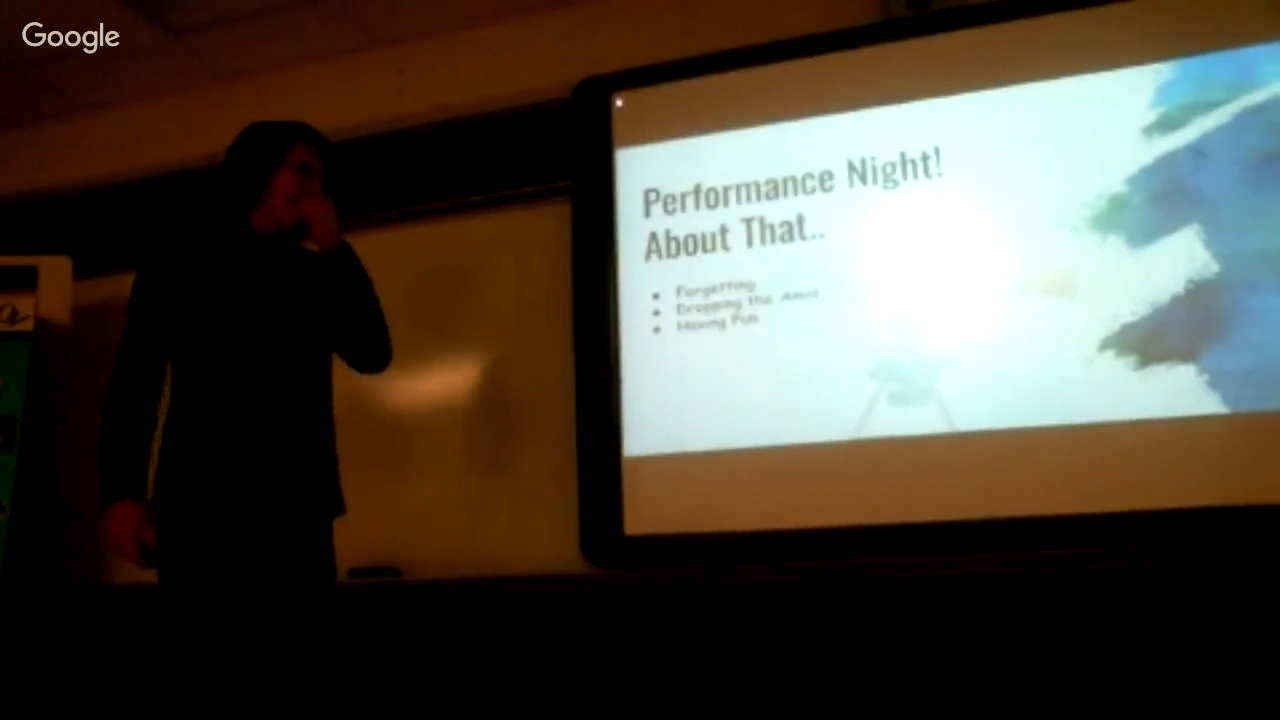 Google
Performance Night!
About That..
Forgetting
Dropping the
Having Fun